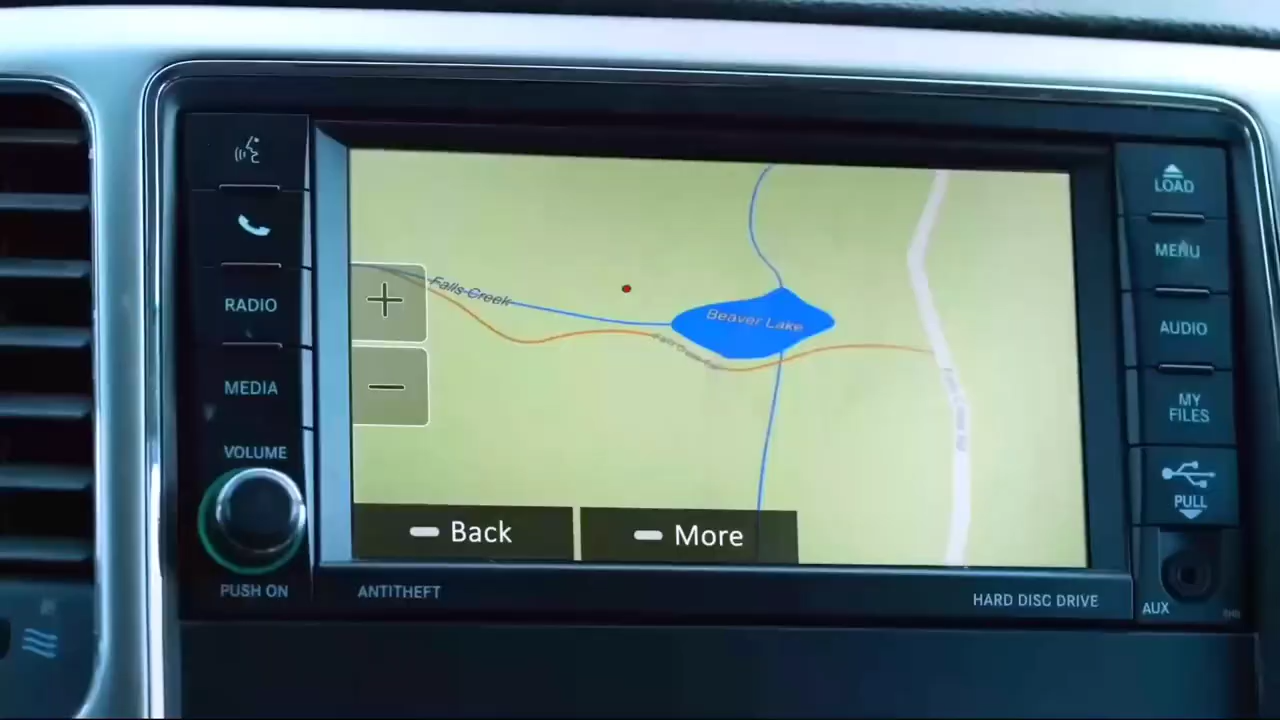 RADIO
MEDIA
VOLUME
PUSH ON
Falls Creek
Beaver Lake
Back
More
ANTITHEFT
HARD DISC DRIVE
LOAD
MENU
AUDIO
MY
FILES
PULL
AUX